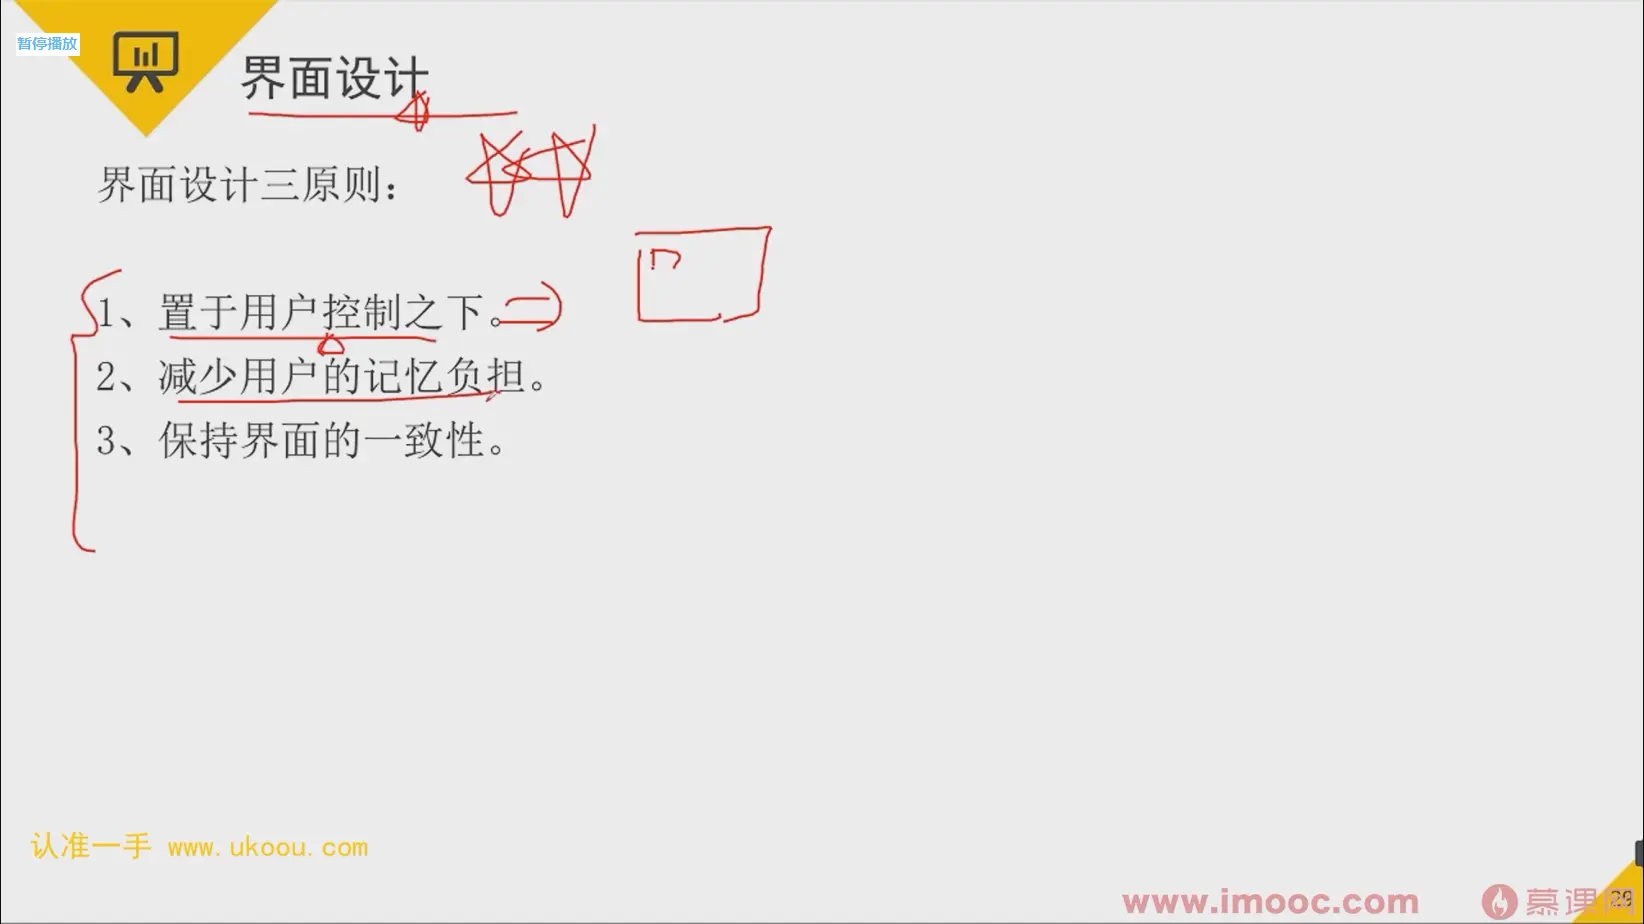 暂停播放
界面设计
界面设计三原则：
1、置于用户控制之下。
2、减少用户的记忆负担。
3、保持界面的一致性。
认准一手 www.ukoou.com
www.imooc.com 慕课网
29